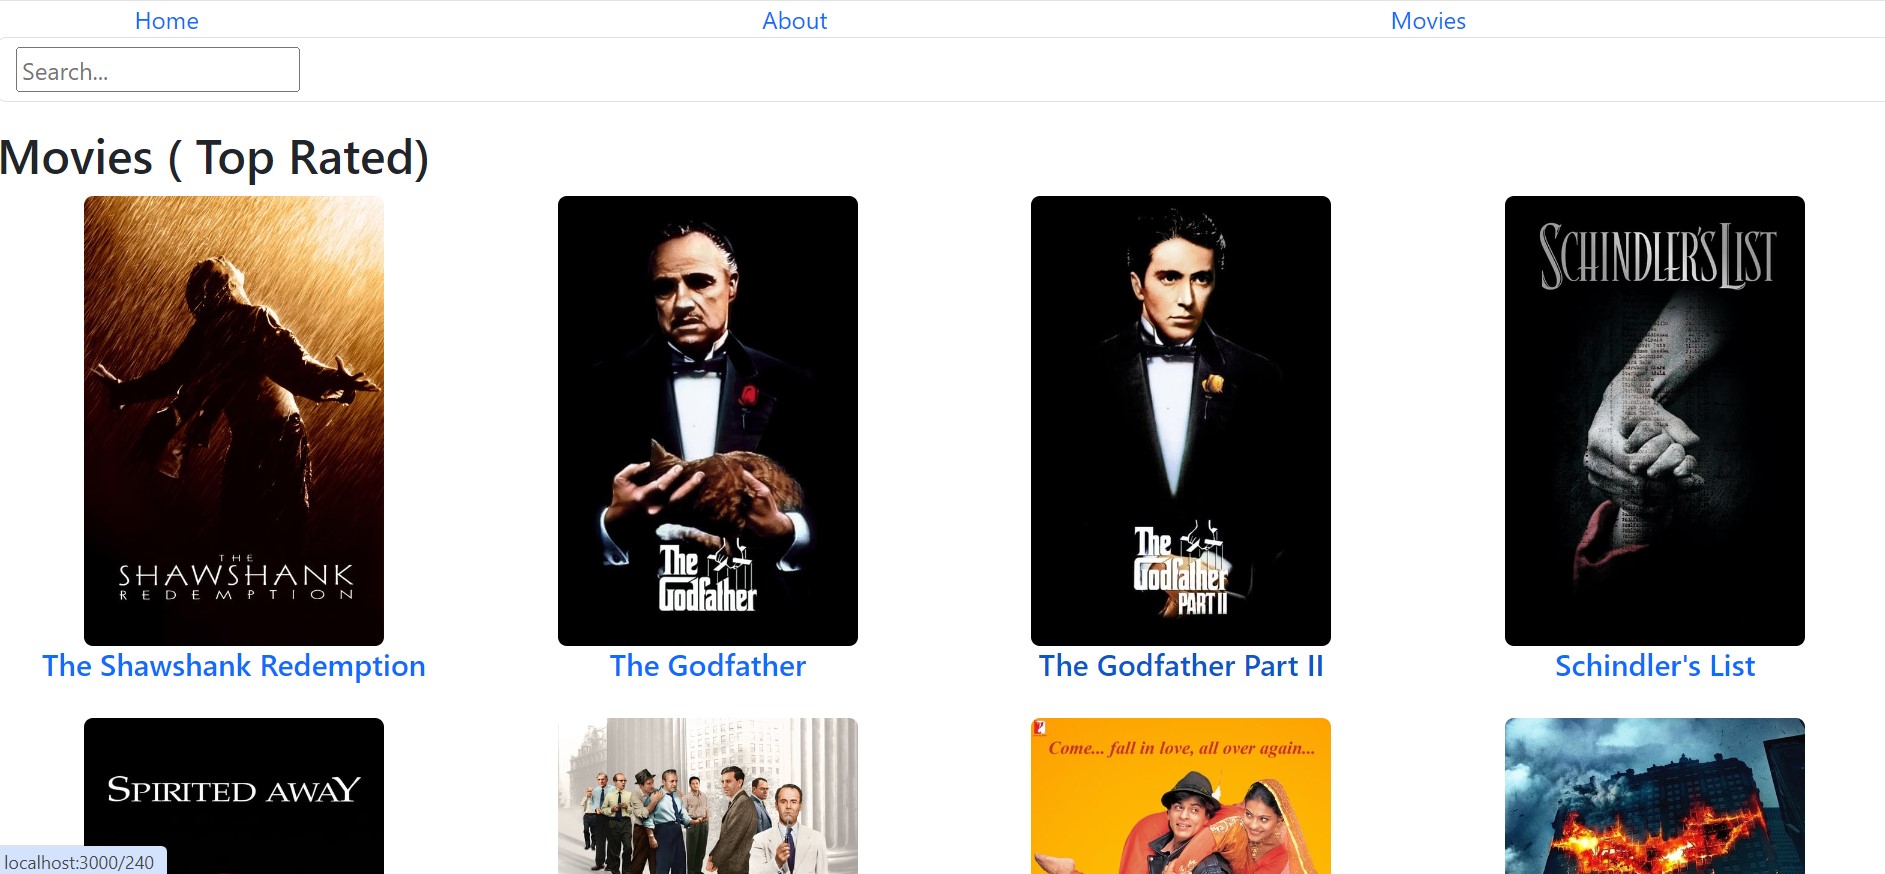 Home About Movies
Search...
Movies ( Top Rated)
THE
SHAWSHANK
REDEMPTION
The
Godfather
The
Godfather
PART II
SCHINDLER'S LIST
The Shawshank Redemption
The Godfather
The Godfather Part II
Schindler's List
SPIRITED AWAY
Come... fall in love, all over again...
localhost:3000/240